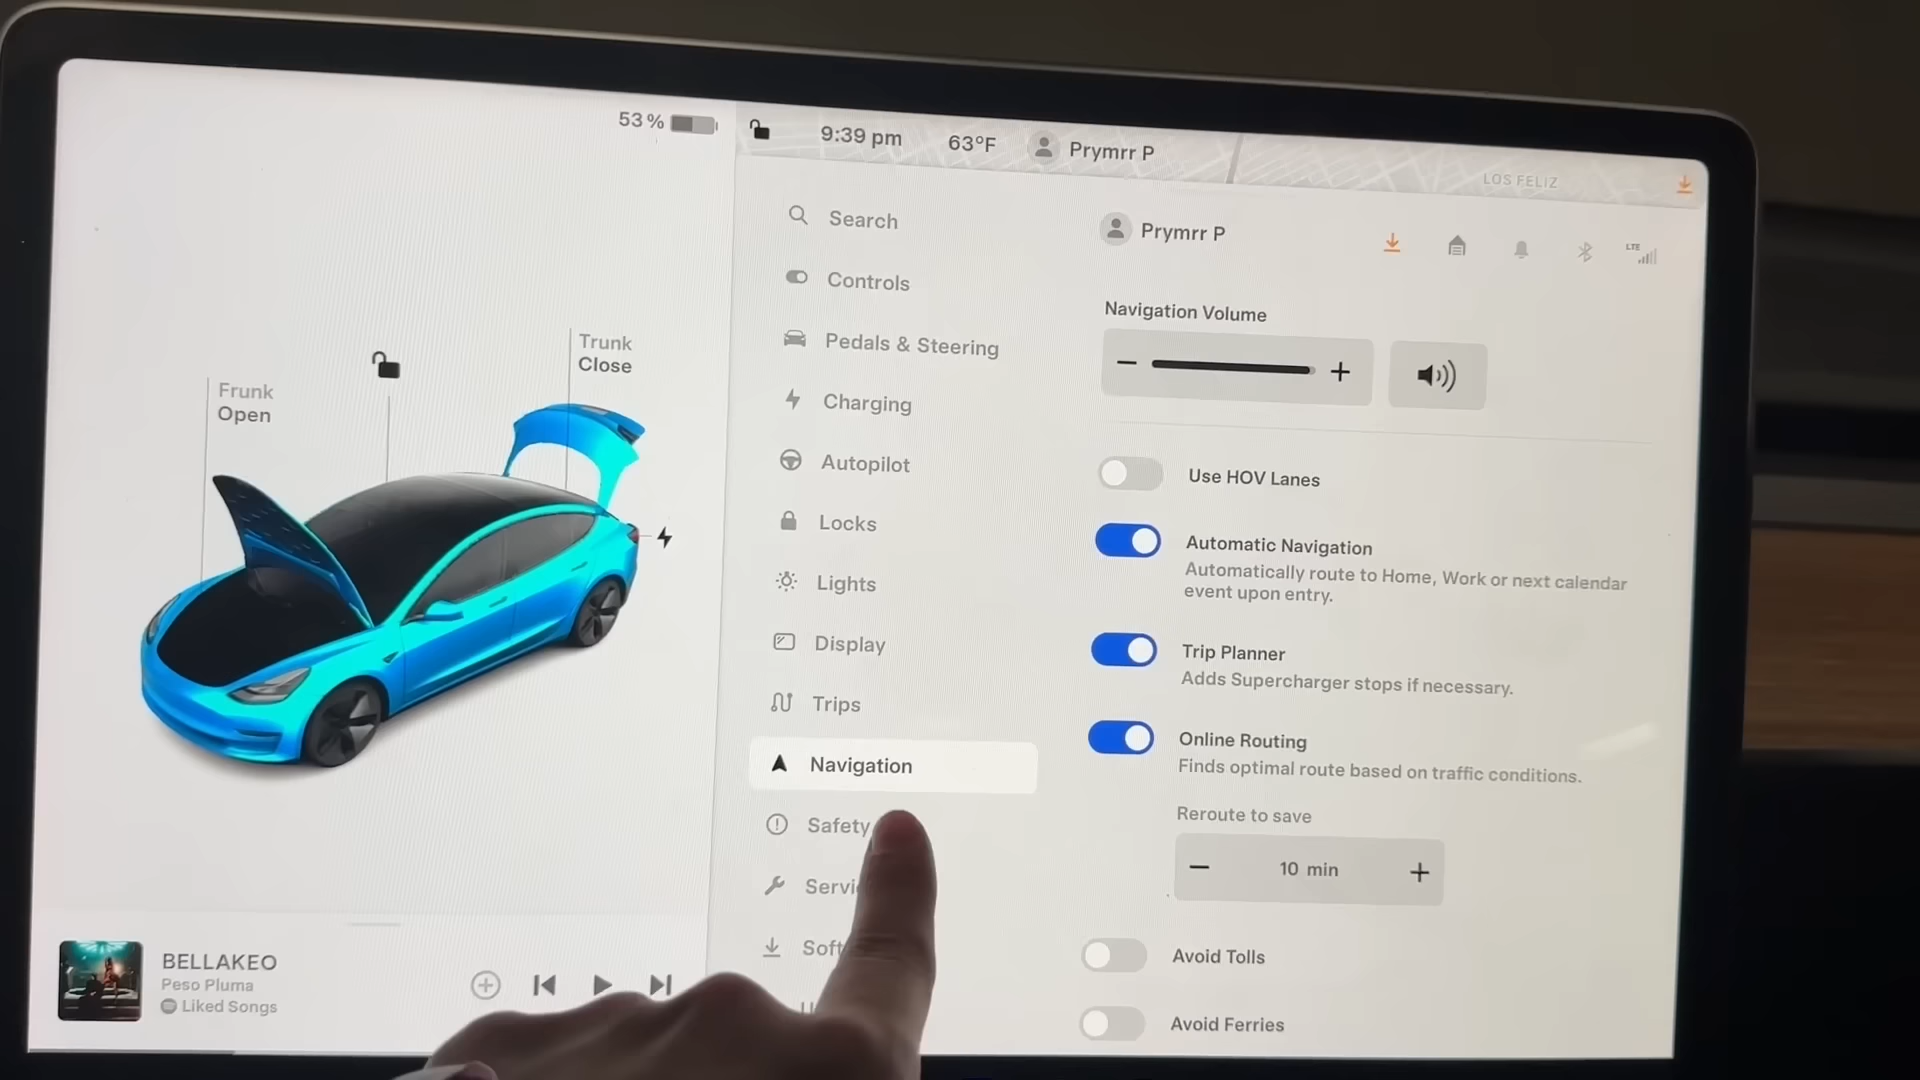 53%
9:39 pm
63°F
Prymrr P
LOS FELIZ
Frunk
Open
Trunk
Close
BELLAKEO
Peso Pluma
Liked Songs
Search
Controls
Pedals & Steering
Charging
Autopilot
Locks
Lights
Display
Trips
Navigation
Safety
Prymrr P
LTE
Navigation Volume
Use HOV Lanes
Automatic Navigation
Automatically route to Home, Work or next calendar
event upon entry.
Trip Planner
Adds Supercharger stops if necessary.
Online Routing
Finds optimal route based on traffic conditions.
Reroute to save
10 min
Avoid Tolls
Avoid Ferries